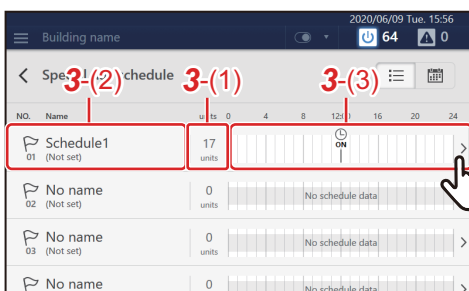 2020/06/09 Tue. 15:56
Building name 64 0
Spe schedule
3-(2) 3-(1) 3-(3)
NO. Name units 0 4 8 12:00 16 20 24
Schedule1 17 ON
01 (Not set) units
No name 0 No schedule data
02 (Not set) units
No name 0 No schedule data
03 (Not set) units
No name 0 No schedule data